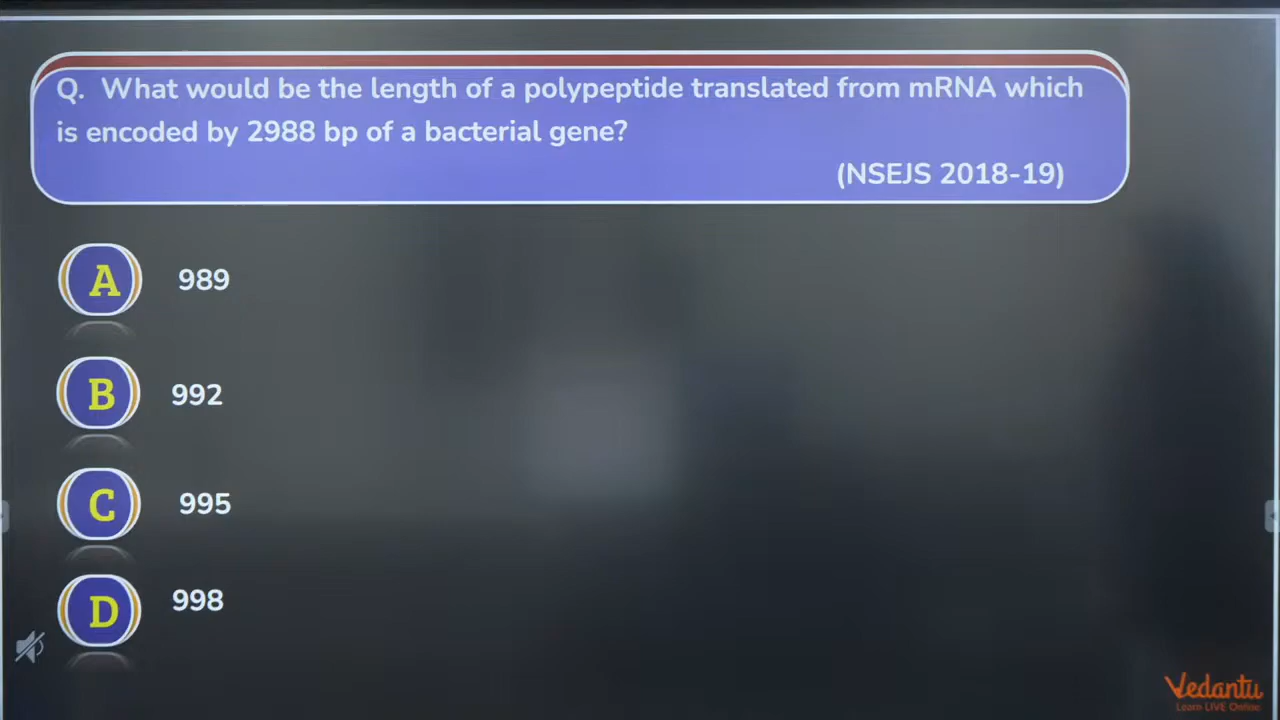 Q. What would be the length of a polypeptide translated from mRNA which
is encoded by 2988 bp of a bacterial gene?
(NSEJS 2018-19)
A 989
B 992
C 995
D 998
Vedantu
Learn LIVE Online